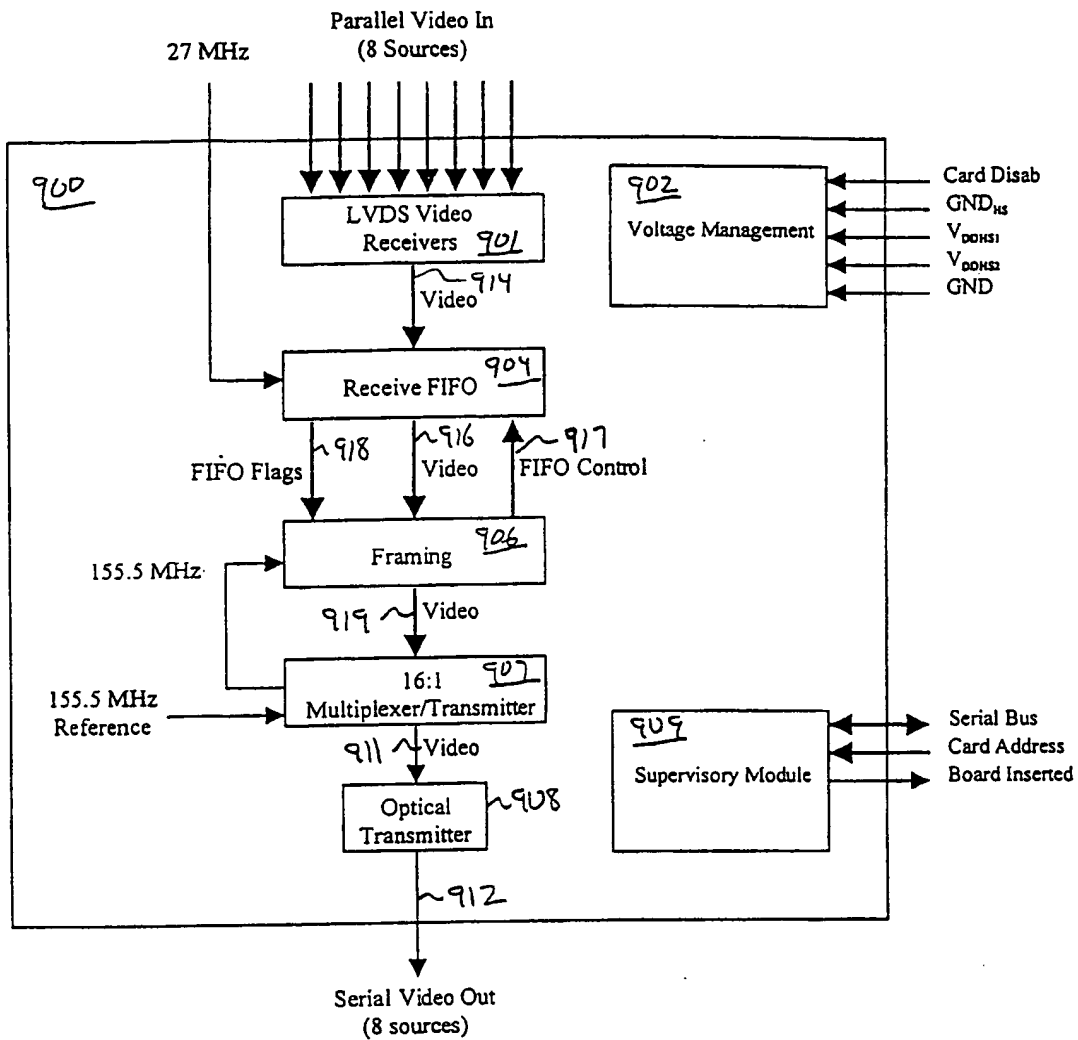 Parallel Video In
(8 Sources)
27 MHz
900
LVDS Video
Receivers 901
914
Video
902
Voltage Management
Card Disab
GND_HS
V_DDHS1
V_DDHS2
GND
904
Receive FIFO
918
FIFO Flags
916
Video
917
FIFO Control
906
Framing
155.5 MHz
919
Video
907
16:1
Multiplexer/Transmitter
155.5 MHz
Reference
911
Video
908
Optical
Transmitter
909
Supervisory Module
Serial Bus
Card Address
Board Inserted
912
Serial Video Out
(8 sources)